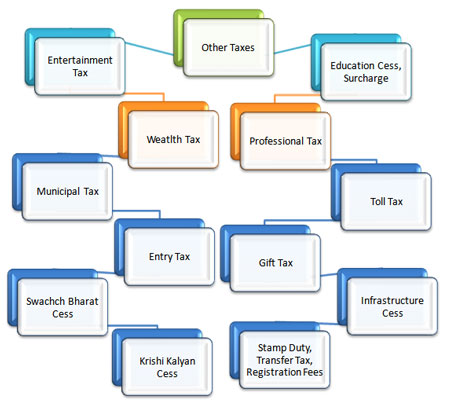 Other Taxes
Entertainment
Tax
Education Cess,
Surcharge
Weatlth Tax
Professional Tax
Municipal Tax
Toll Tax
Entry Tax
Gift Tax
Swachch Bharat
Cess
Infrastructure
Cess
Krishi Kalyan
Cess
Stamp Duty,
Transfer Tax,
Registration Fees